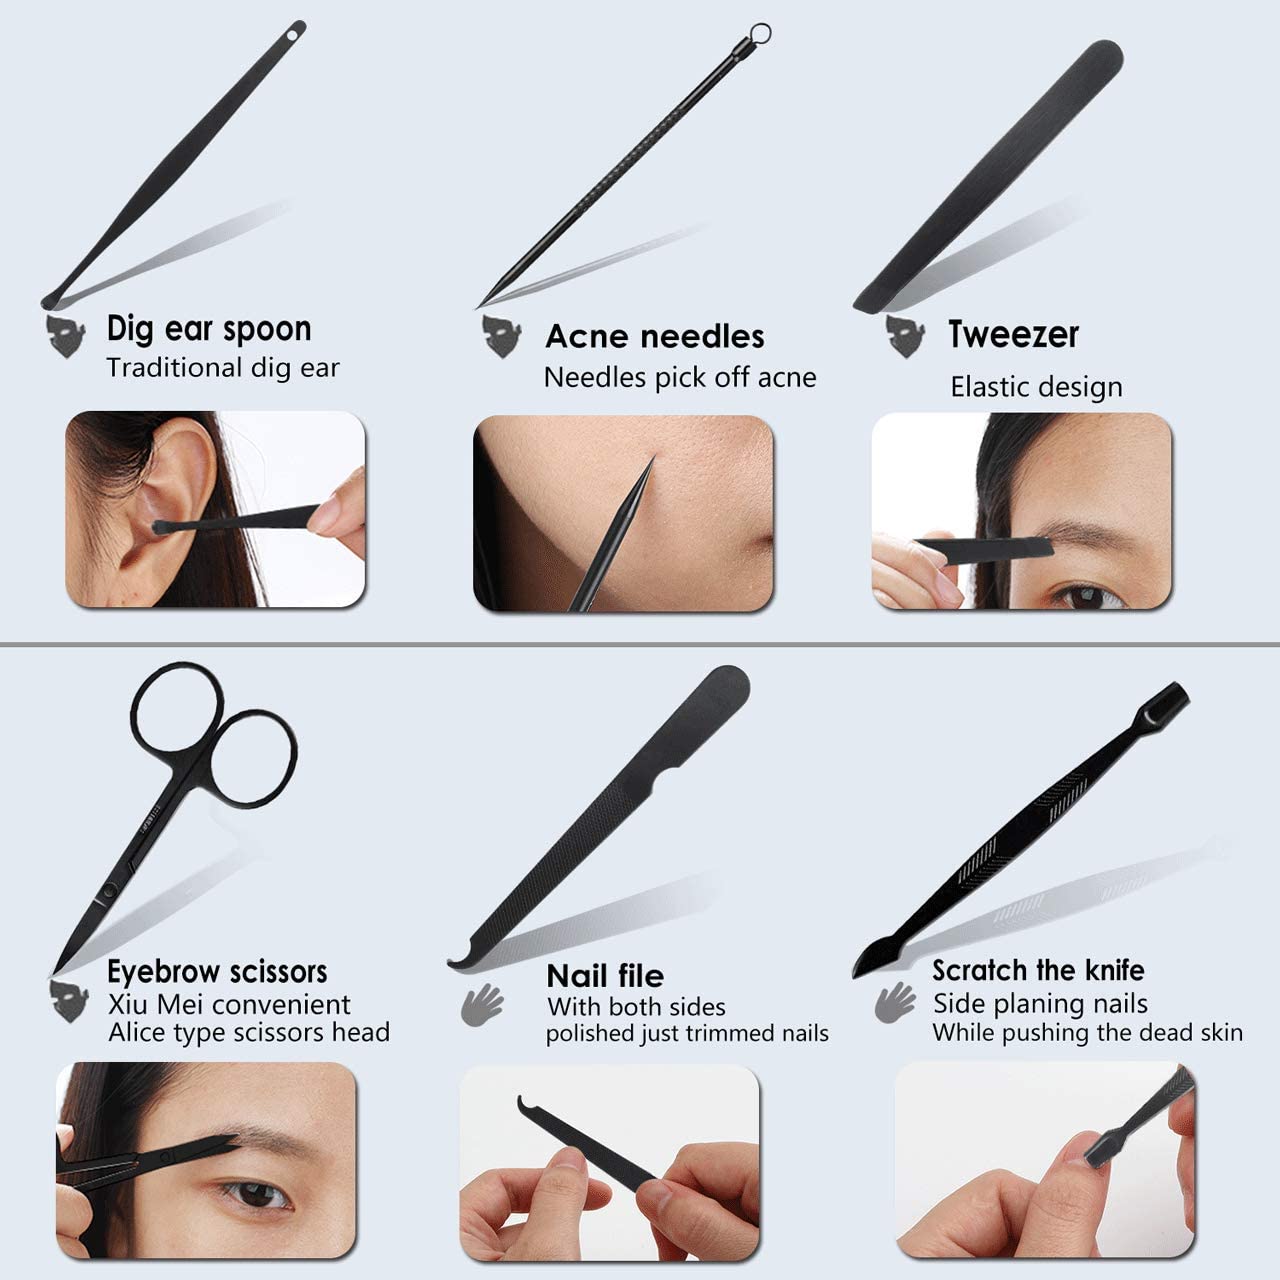 Dig ear spoon
Traditional dig ear
Acne needles
Needles pick off acne
Tweezer
Elastic design
Eyebrow scissors
Xiu Mei convenient
Alice type scissors head
Nail file
With both sides
polished just trimmed nails
Scratch the knife
Side planing nails
While pushing the dead skin